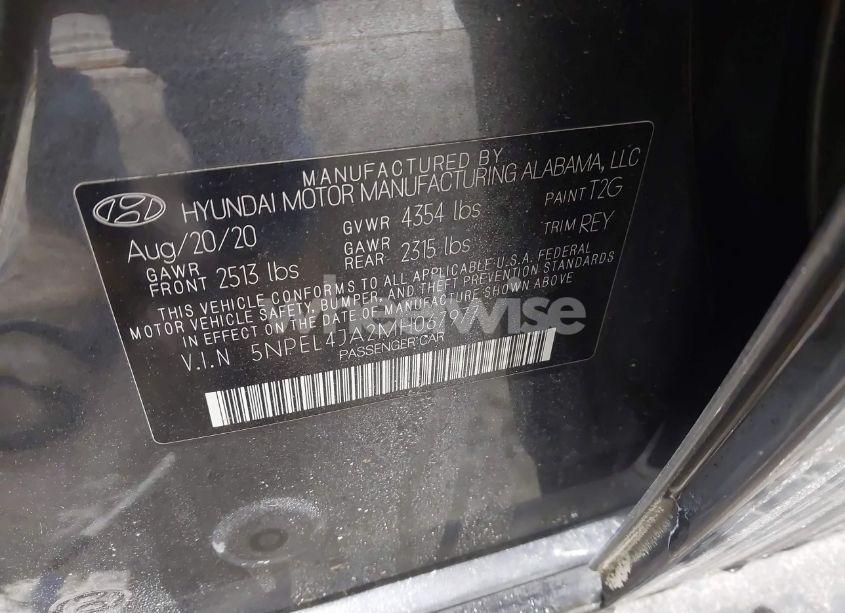 MANUFACTURED BY
HYUNDAI MOTOR MANUFACTURING ALABAMA, LLC
Aug/20/20 GVWR 4354 lbs PAINT T2G
GAWR FRONT 2513 lbs GAWR REAR 2315 lbs TRIM REY
THIS VEHICLE CONFORMS TO ALL APPLICABLE U.S.A. FEDERAL
MOTOR VEHICLE SAFETY, BUMPER, AND THEFT PREVENTION STANDARDS
IN EFFECT ON THE DATE OF MANUFACTURE SHOWN ABOVE
V.I.N
PASSENGER CAR
wheelwise